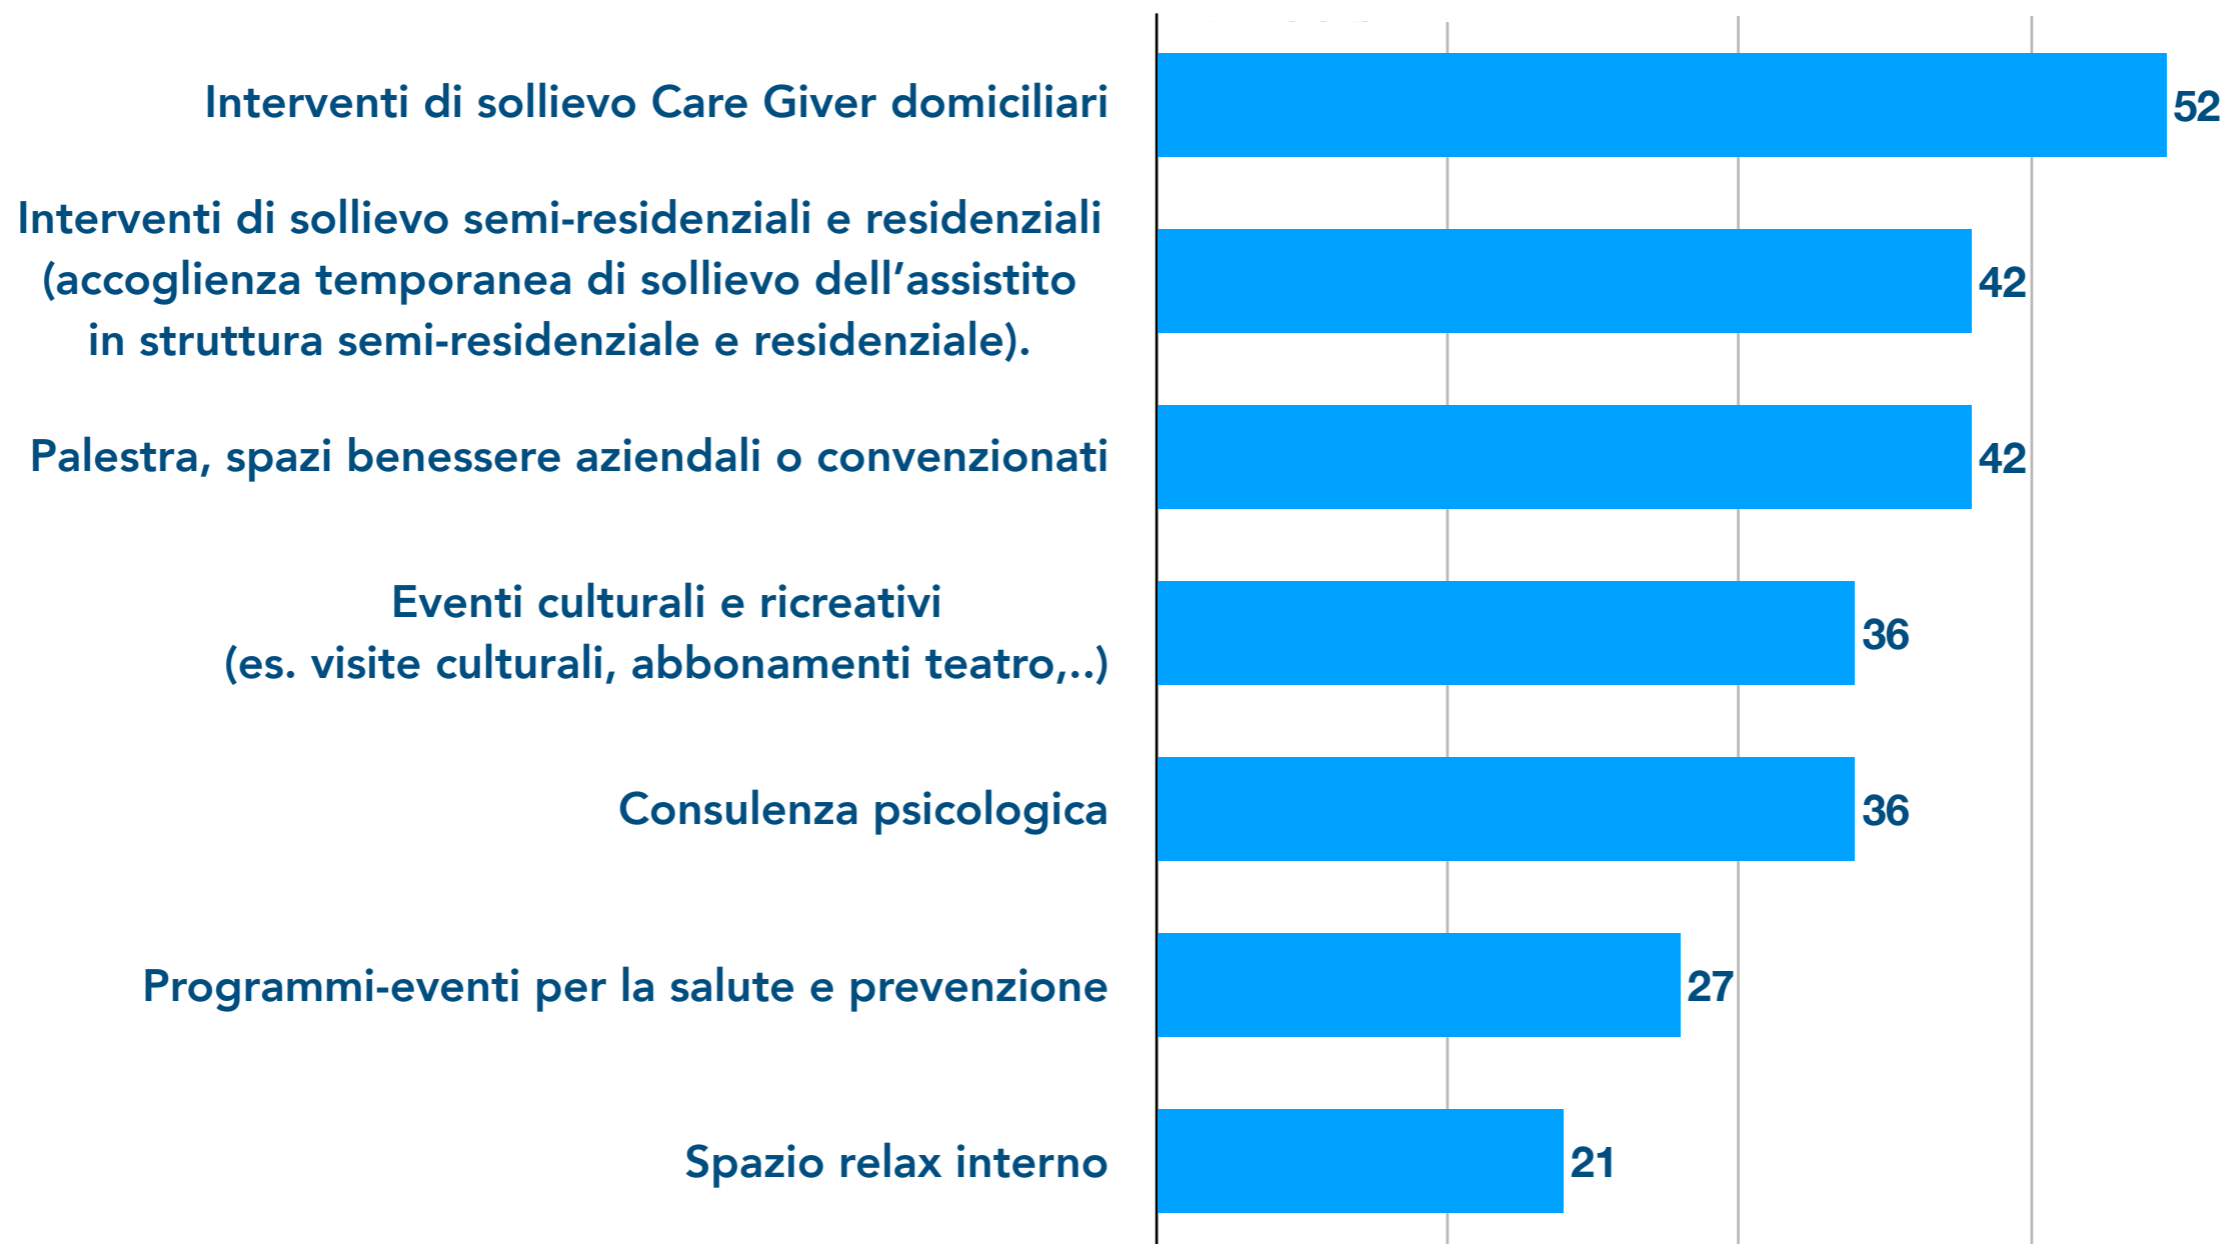 Interventi di sollievo Care Giver domiciliari
52
Interventi di sollievo semi-residenziali e residenziali
(accoglienza temporanea di sollievo dell’assistito
in struttura semi-residenziale e residenziale).
42
Palestra, spazi benessere aziendali o convenzionati
42
Eventi culturali e ricreativi
(es. visite culturali, abbonamenti teatro,..)
36
Consulenza psicologica
36
Programmi-eventi per la salute e prevenzione
27
Spazio relax interno
21